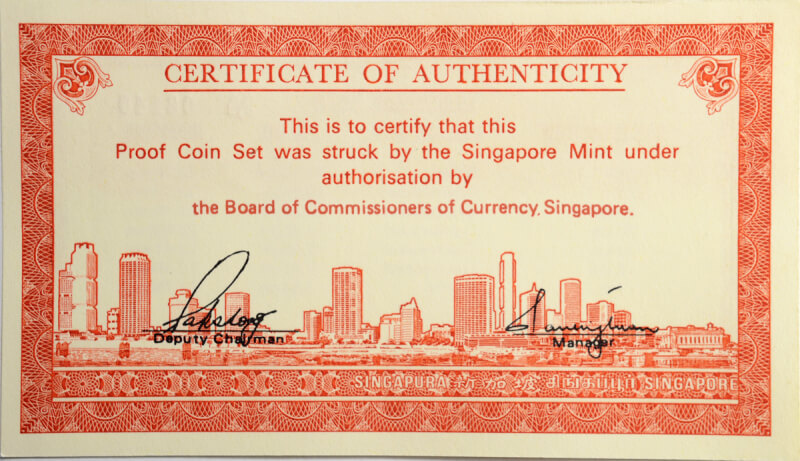 CERTIFICATE OF AUTHENTICITY
This is to certify that this
Proof Coin Set was struck by the Singapore Mint under
authorisation by
the Board of Commissioners of Currency, Singapore.
Deputy Chairman
Manager
SINGAPURA 新加坡 சிங்கப்பூர் SINGAPORE